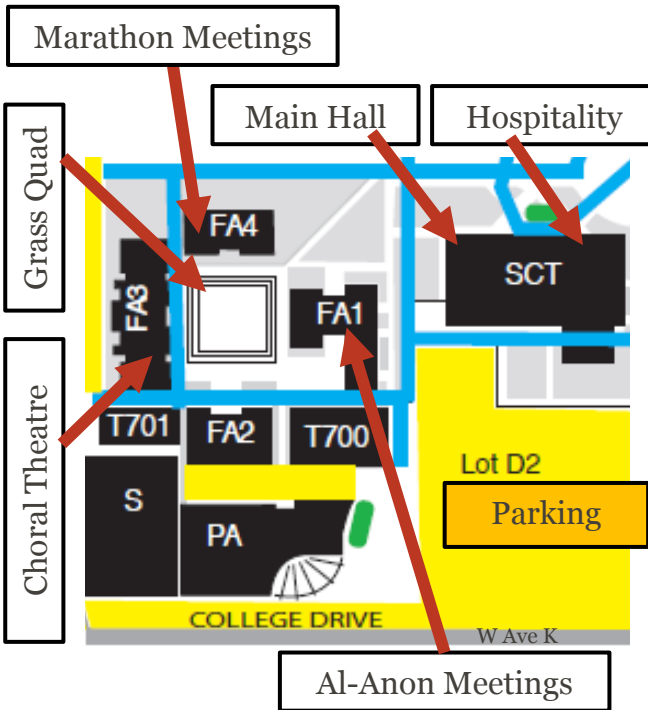 Marathon Meetings
Main Hall
Hospitality
Grass Quad
FA4
SCT
FA3
FA1
Choral Theatre
T701
FA2
T700
Lot D2
S
Parking
PA
COLLEGE DRIVE
W Ave K
Al-Anon Meetings